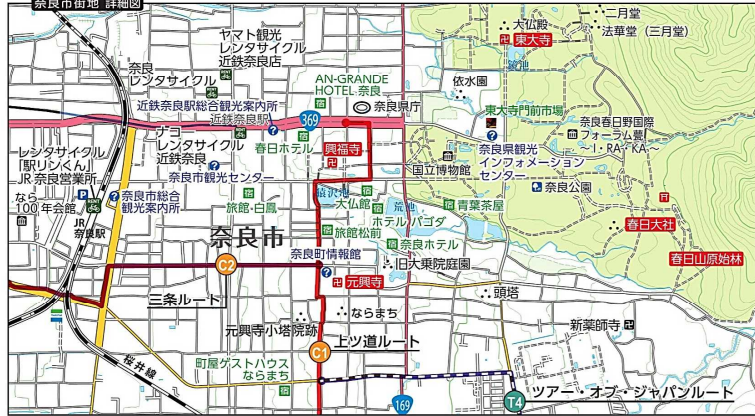 奈良市街地 詳細図
ヤマト観光
レンタサイクル
近鉄奈良店
奈良
レンタサイクル
AN-GRANDE
HOTEL 奈良
近鉄奈良駅総合観光案内所
近鉄奈良駅
369
奈良県庁
ナコー
レンタサイクル
近鉄奈良
春日ホテル
興福寺
奈良市観光センター
レンタサイクル
「駅リンくん」
JR奈良営業所
なら
100年会館
奈良市総合
観光案内所
JR
奈良駅
旅館・白鳳
猿沢池
大仏館
荒池
ホテルパゴダ
旅館松前
奈良ホテル
青葉茶屋
大仏殿
東大寺
二月堂
法華堂(三月堂)
依水園
東大寺門前市場
国立博物館
奈良県観光
インフォメーション
センター
奈良春日野国際
フォーラム甍
〜I・RA・KA〜
奈良公園
春日大社
春日山原始林
奈良市
奈良町情報館
C2
三条ルート
元興寺
旧大乗院庭園
頭塔
ならまち
元興寺小塔院跡
新薬師寺
上ツ道ルート
C1
桜井線
町屋ゲストハウス
ならまち
169
T4
ツアー・オブ・ジャパンルート